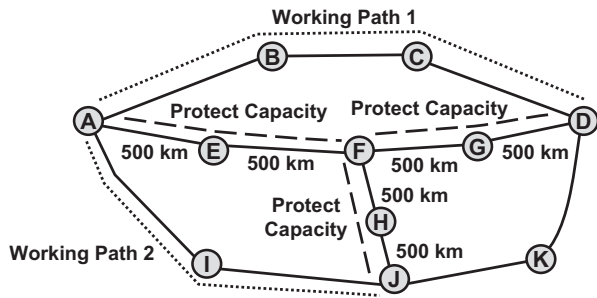 Working Path 1
B
C
Protect Capacity
Protect Capacity
A
D
E
F
G
500 km
500 km
500 km
500 km
500 km
Protect
Capacity
H
500 km
Working Path 2
I
J
K